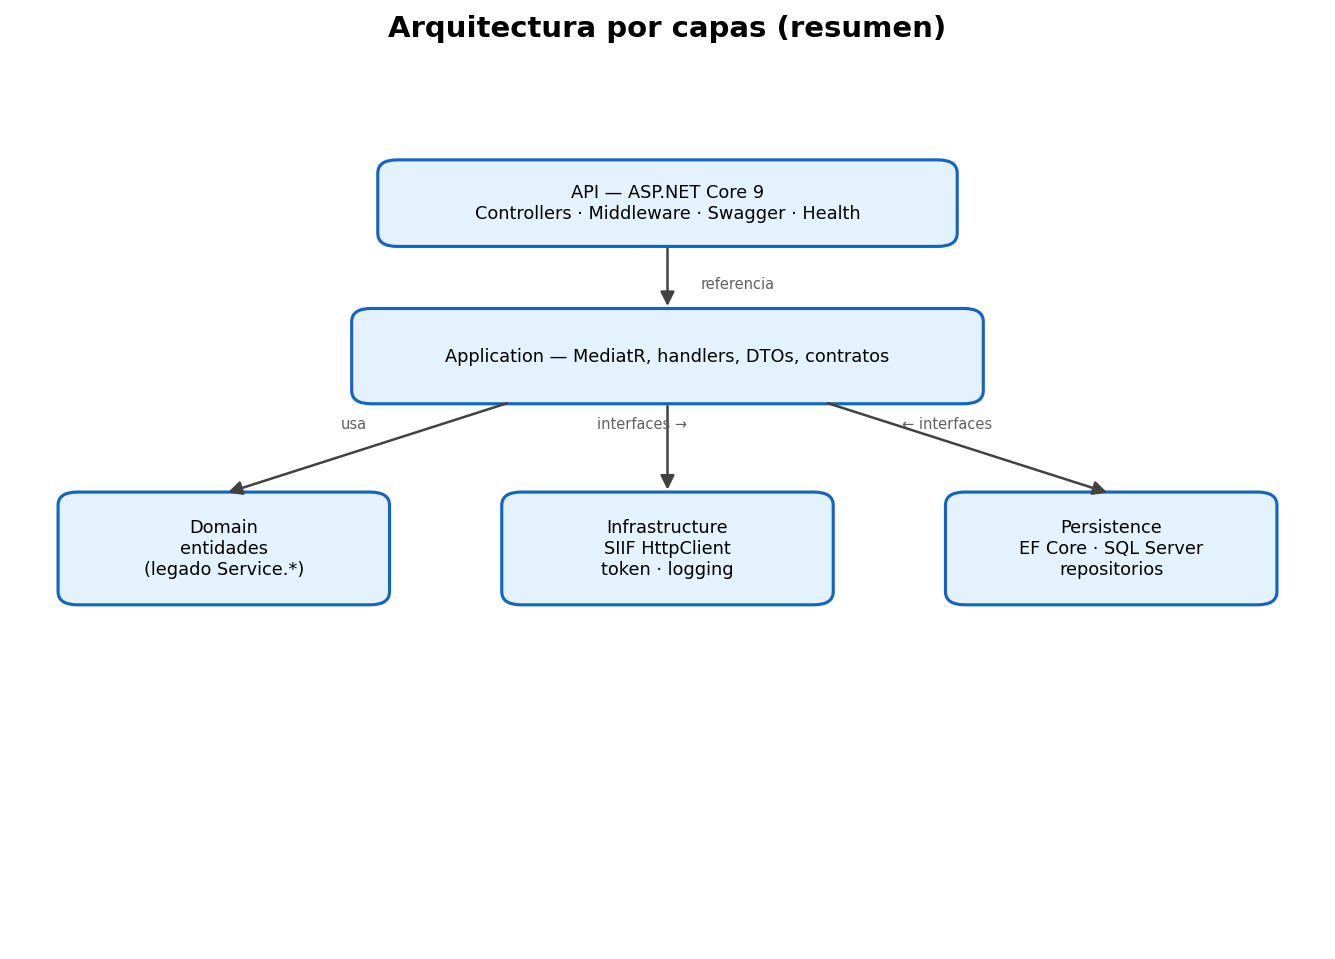 Arquitectura por capas (resumen)
API — ASP.NET Core 9
Controllers · Middleware · Swagger · Health
referencia
Application — MediatR, handlers, DTOs, contratos
usa
interfaces →
← interfaces
Domain
entidades
(legado Service.*)
Infrastructure
SIIF HttpClient
token · logging
Persistence
EF Core · SQL Server
repositorios